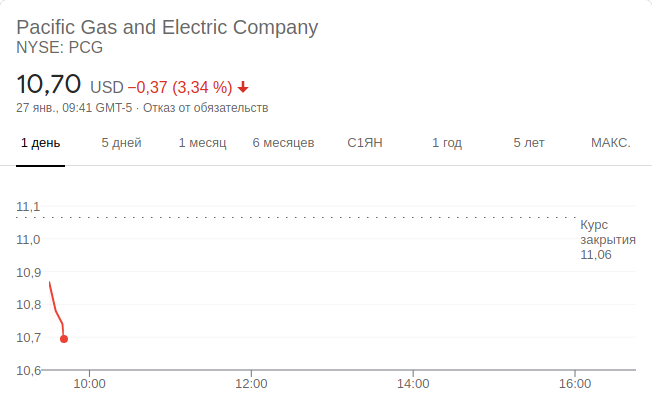 Pacific Gas and Electric Company
NYSE: PCG
10,70 USD −0,37 (3,34 %)
27 янв., 09:41 GMT-5 · Отказ от обязательств
1 день 5 дней 1 месяц 6 месяцев С1ЯН 1 год 5 лет МАКС.
11,1
Курс
закрытия
11,06
11,0
10,9
10,8
10,7
10,6
10:00 12:00 14:00 16:00